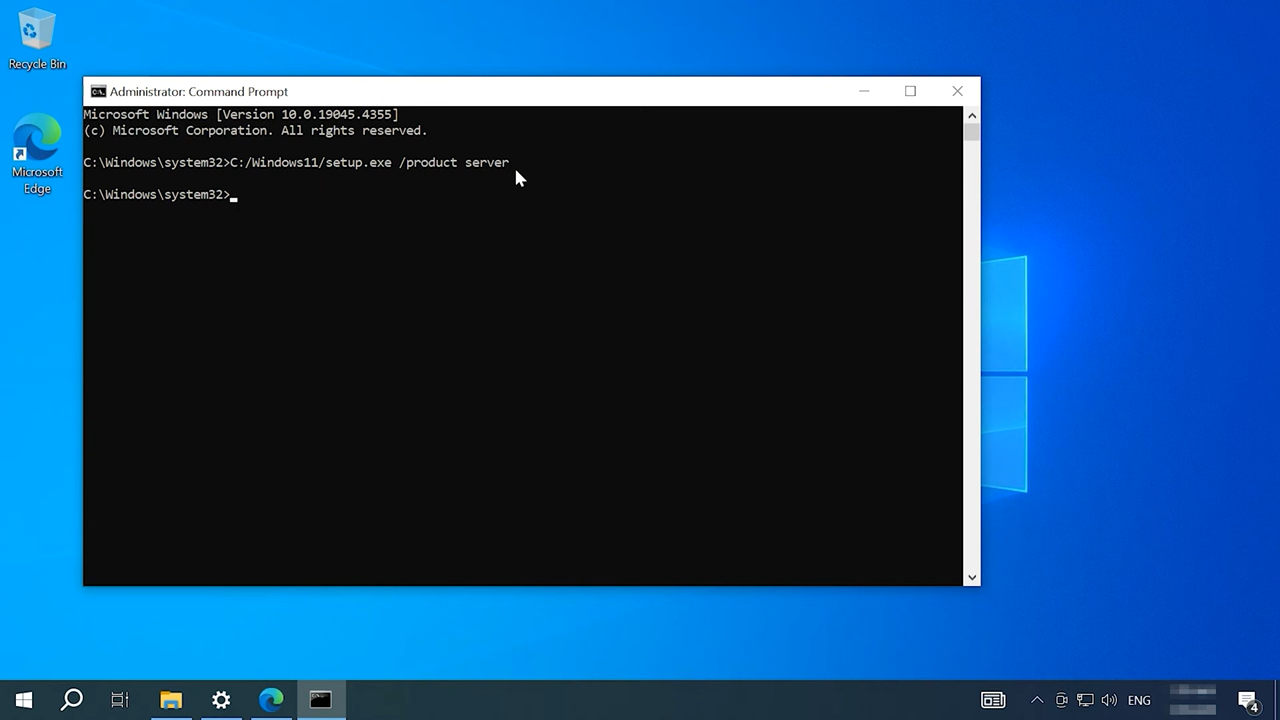 Recycle Bin
Microsoft
Edge
Administrator: Command Prompt
Microsoft Windows [Version 10.0.19045.4355]
(c) Microsoft Corporation. All rights reserved.
C:\Windows\system32>C:/Windows11/setup.exe /product server
C:\Windows\system32>
ENG
4